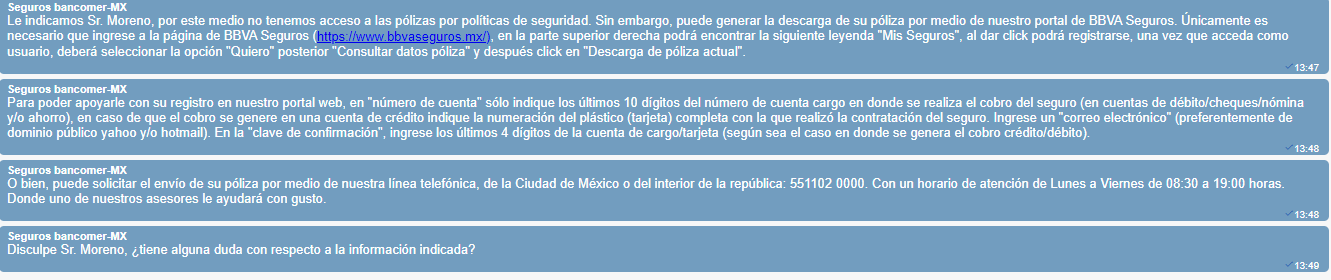 Seguros bancomer-MX
Le indicamos Sr. Moreno, por este medio no tenemos acceso a las pólizas por políticas de seguridad. Sin embargo, puede generar la descarga de su póliza por medio de nuestro portal de BBVA Seguros. Únicamente es
necesario que ingrese a la página de BBVA Seguros (https://www.bbvaseguros.mx/), en la parte superior derecha podrá encontrar la siguiente leyenda "Mis Seguros", al dar click podrá registrarse, una vez que acceda como
usuario, deberá seleccionar la opción "Quiero" posterior "Consultar datos póliza" y después click en "Descarga de póliza actual".
13:47
Seguros bancomer-MX
Para poder apoyarle con su registro en nuestro portal web, en "número de cuenta" sólo indique los últimos 10 dígitos del número de cuenta cargo en donde se realiza el cobro del seguro (en cuentas de débito/cheques/nómina
y/o ahorro), en caso de que el cobro se genere en una cuenta de crédito indique la numeración del plástico (tarjeta) completa con la que realizó la contratación del seguro. Ingrese un "correo electrónico" (preferentemente de
dominio público yahoo y/o hotmail). En la "clave de confirmación", ingrese los últimos 4 dígitos de la cuenta de cargo/tarjeta (según sea el caso en donde se genera el cobro crédito/débito).
13:48
Seguros bancomer-MX
O bien, puede solicitar el envío de su póliza por medio de nuestra línea telefónica, de la Ciudad de México o del interior de la república: 551102 0000. Con un horario de atención de Lunes a Viernes de 08:30 a 19:00 horas.
Donde uno de nuestros asesores le ayudará con gusto.
13:48
Seguros bancomer-MX
Disculpe Sr. Moreno, ¿tiene alguna duda con respecto a la información indicada?
13:49